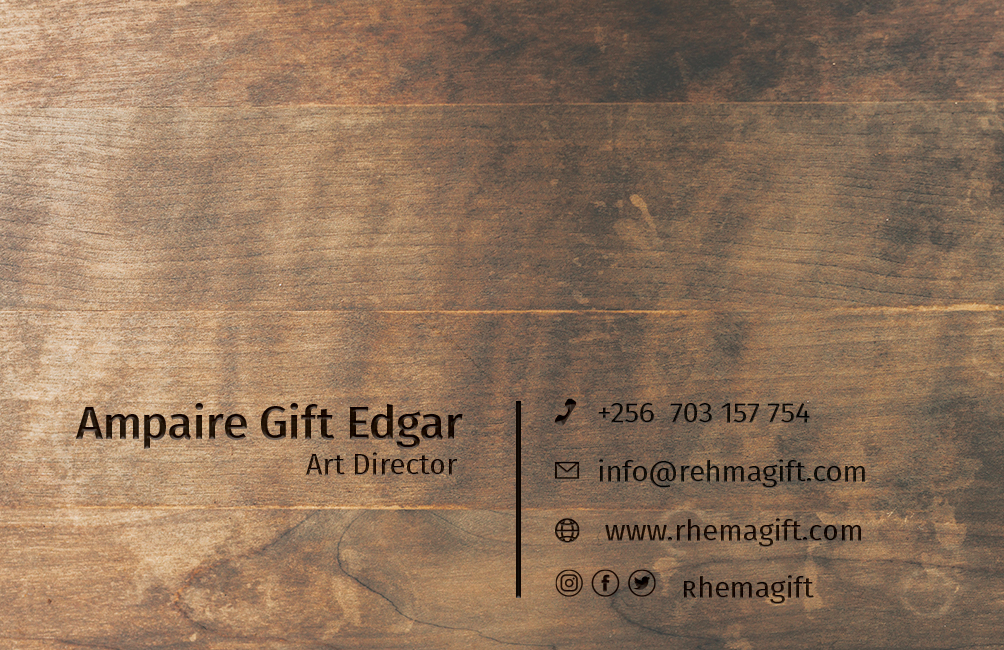 Ampaire Gift Edgar
Art Director
+256 703 157 754
info@rehmagift.com
www.rhemagift.com
Rhemagift